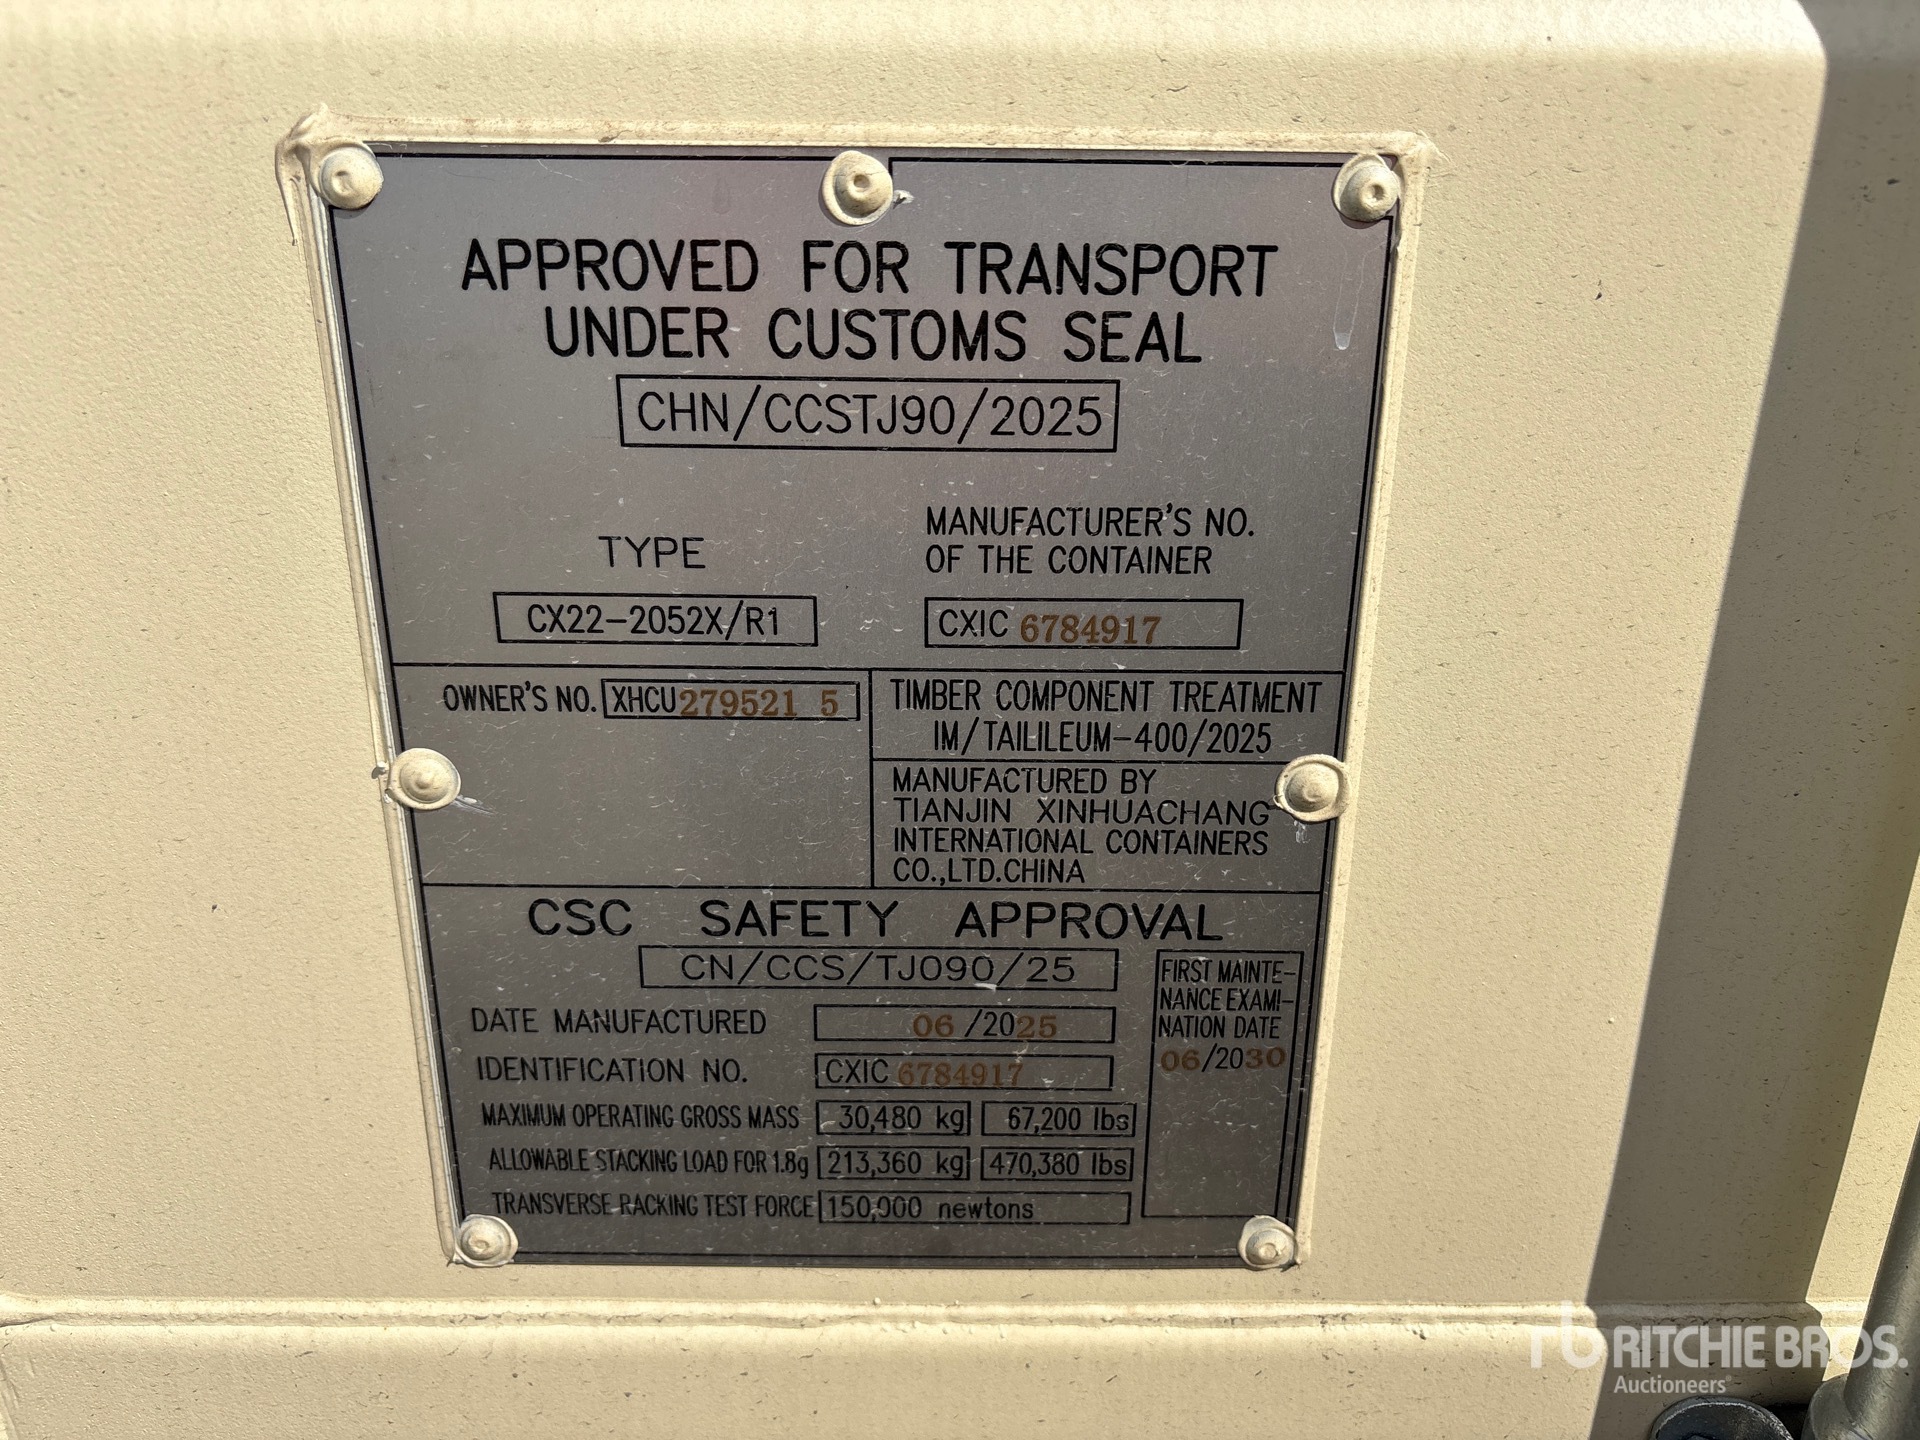 APPROVED FOR TRANSPORT
UNDER CUSTOMS SEAL
CHN/CCSTJ90/2025
TYPE
CX22-2052X/R1
MANUFACTURER'S NO.
OF THE CONTAINER
CXIC 6784917
OWNER'S NO. XHCU 279521 5
TIMBER COMPONENT TREATMENT
IM/TAILILEUM-400/2025
MANUFACTURED BY
TIANJIN XINHUACHANG
INTERNATIONAL CONTAINERS
CO.,LTD.CHINA
CSC SAFETY APPROVAL
CN/CCS/TJ090/25
DATE MANUFACTURED 06/2025
IDENTIFICATION NO. CXIC 6784917
MAXIMUM OPERATING GROSS MASS 30,480 kg 67,200 lbs
ALLOWABLE STACKING LOAD FOR 1.8g 213,360 kg 470,380 lbs
TRANSVERSE RACKING TEST FORCE 150,000 newtons
FIRST MAINTE-
NANCE EXAMI-
NATION DATE
06/2030
rb RITCHIE BROS.
Auctioneers